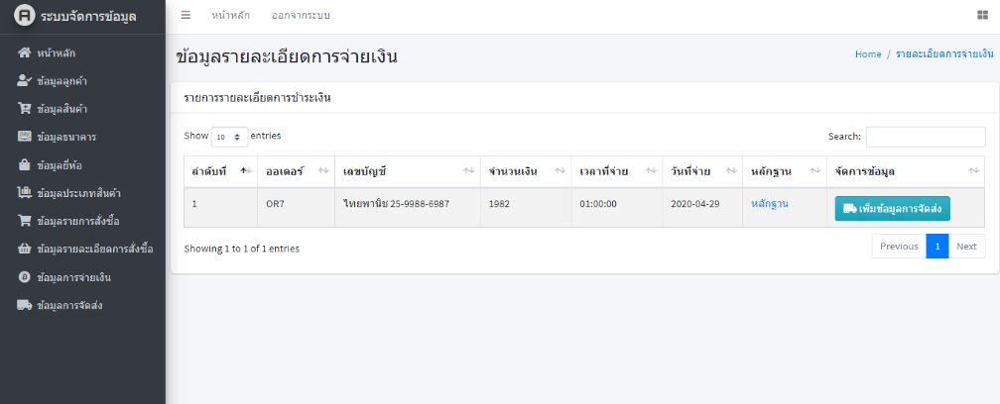 ระบบจัดการข้อมูล
หน้าหลัก
ข้อมูลลูกค้า
ข้อมูลสินค้า
ข้อมูลธนาคาร
ข้อมูลยี่ห้อ
ข้อมูลประเภทสินค้า
ข้อมูลรายการสั่งซื้อ
ข้อมูลรายละเอียดการสั่งซื้อ
ข้อมูลการจ่ายเงิน
ข้อมูลการจัดส่ง
หน้าหลัก ออกจากระบบ
ข้อมูลรายละเอียดการจ่ายเงิน
Home / รายละเอียดการจ่ายเงิน
รายการรายละเอียดการชำระเงิน
Show 10 entries Search:
ลำดับที่ ออเดอร์ เลขบัญชี จำนวนเงิน เวลาที่จ่าย วันที่จ่าย หลักฐาน จัดการข้อมูล
1 OR7 ไทยพานิช 25-9988-6987 1982 01:00:00 2020-04-29 หลักฐาน เพิ่มข้อมูลการจัดส่ง
Showing 1 to 1 of 1 entries Previous 1 Next